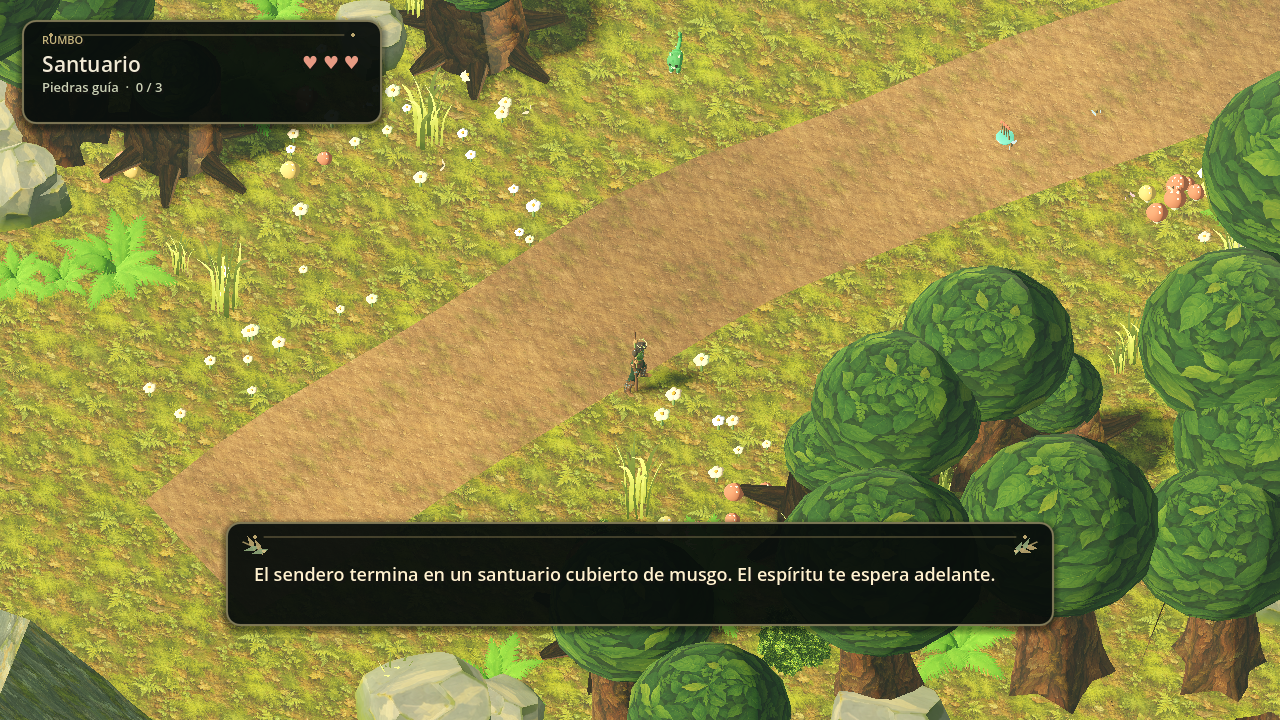 RUMBO
Santuario
♥ ♥ ♥
Piedras guía · 0 / 3
El sendero termina en un santuario cubierto de musgo. El espíritu te espera adelante.